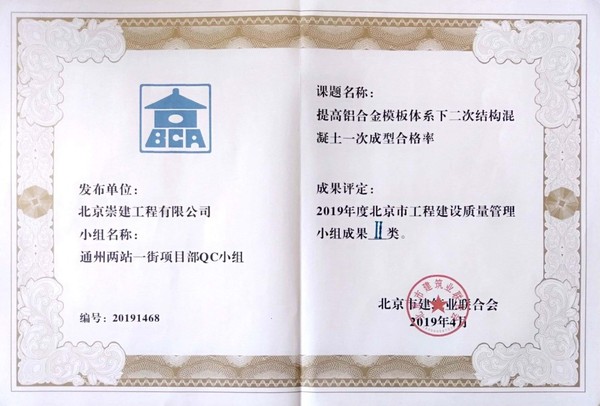 BCA
发布单位：
北京崇建工程有限公司
小组名称：
通州两站一街项目部QC小组
编号：20191468
课题名称：
提高铝合金模板体系下二次结构混
凝土一次成型合格率
成果评定：
2019年度北京市工程建设质量管理
小组成果Ⅱ类。
北京市建筑业联合会
2019年4月